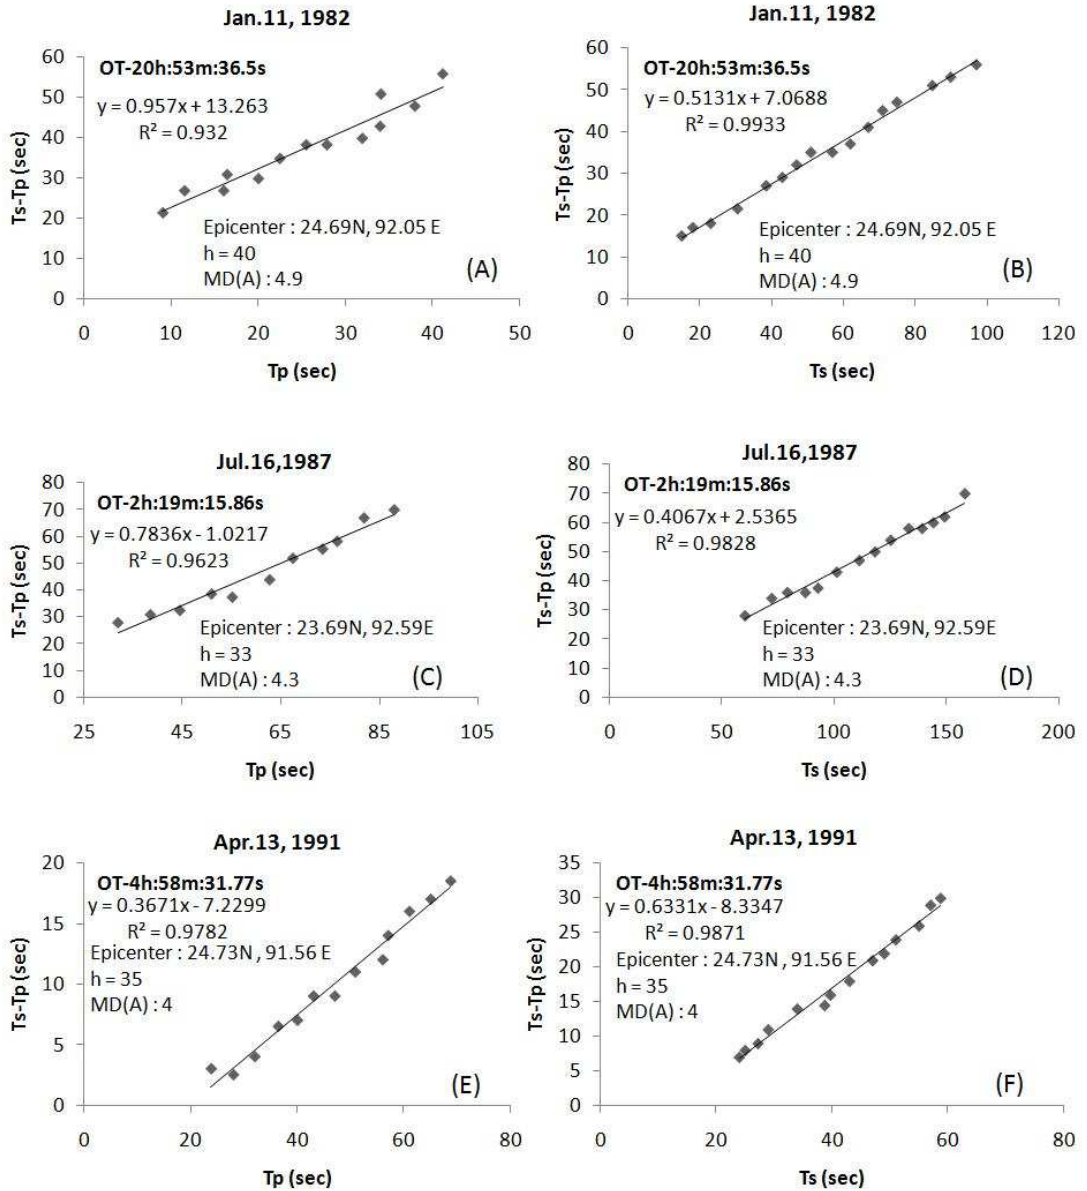 Jan.11, 1982
60
50
40
30
20
10
0
Ts-Tp (sec)
OT-20h:53m:36.5s
y = 0.957x + 13.263
R² = 0.932
Epicenter : 24.69N, 92.05 E
h = 40
MD(A) : 4.9
(A)
0 10 20 30 40 50
Tp (sec)
Jan.11, 1982
60
50
40
30
20
10
0
Ts-Tp (sec)
OT-20h:53m:36.5s
y = 0.5131x + 7.0688
R² = 0.9933
Epicenter : 24.69N, 92.05 E
h = 40
MD(A) : 4.9
(B)
0 20 40 60 80 100 120
Ts (sec)
Jul.16,1987
80
70
60
50
40
30
20
10
0
Ts-Tp (sec)
OT-2h:19m:15.86s
y = 0.7836x - 1.0217
R² = 0.9623
Epicenter : 23.69N, 92.59E
h = 33
MD(A) : 4.3
(C)
25 45 65 85 105
Tp (sec)
Jul.16,1987
80
70
60
50
40
30
20
10
0
Ts-Tp (sec)
OT-2h:19m:15.86s
y = 0.4067x + 2.5365
R² = 0.9828
Epicenter : 23.69N, 92.59E
h = 33
MD(A) : 4.3
(D)
0 50 100 150 200
Ts (sec)
Apr.13, 1991
20
15
10
5
0
Ts-Tp (sec)
OT-4h:58m:31.77s
y = 0.3671x - 7.2299
R² = 0.9782
Epicenter : 24.73N , 91.56 E
h = 35
MD(A) : 4
(E)
0 20 40 60 80
Tp (sec)
Apr.13, 1991
35
30
25
20
15
10
5
0
Ts-Tp (sec)
OT-4h:58m:31.77s
y = 0.6331x - 8.3347
R² = 0.9871
Epicenter : 24.73N , 91.56 E
h = 35
MD(A) : 4
(F)
0 20 40 60 80
Ts (sec)